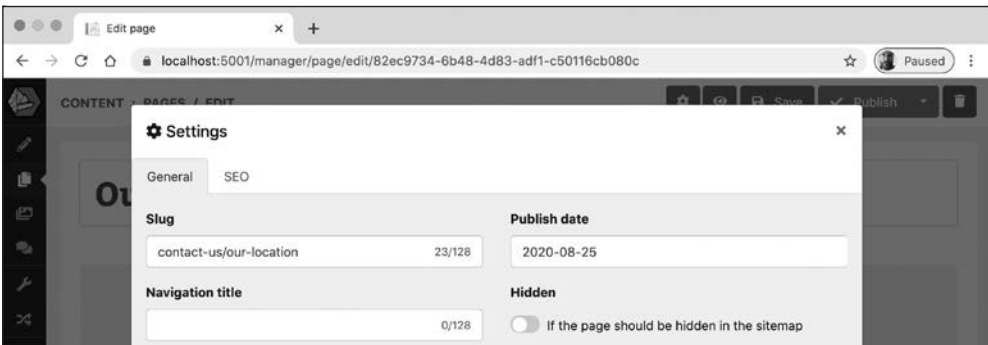 Edit page
localhost:5001/manager/page/edit/82ec9734-6b48-4d83-adf1-c50116cb080c
Paused
CONTENT · PAGES / EDIT
Save
Publish
Settings
General
SEO
Slug
Publish date
contact-us/our-location
23/128
2020-08-25
Navigation title
Hidden
0/128
If the page should be hidden in the sitemap